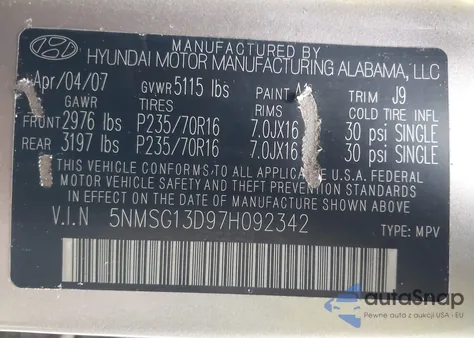 MANUFACTURED BY
HYUNDAI MOTOR MANUFACTURING ALABAMA, LLC
Apr/04/07 GVWR 5115 lbs PAINT TRIM J9
GAWR TIRES RIMS COLD TIRE INFL
FRONT 2976 lbs P235/70R16 7.0JX16 30 psi SINGLE
REAR 3197 lbs P235/70R16 7.0JX16 30 psi SINGLE
THIS VEHICLE CONFORMS TO ALL APPLICABLE U.S.A. FEDERAL
MOTOR VEHICLE SAFETY AND THEFT PREVENTION STANDARDS
IN EFFECT ON THE DATE OF MANUFACTURE SHOWN ABOVE.
V.I.N 5NMSG13D97H092342 TYPE: MPV
autoSnap
Pewne auta z aukcji USA i EU